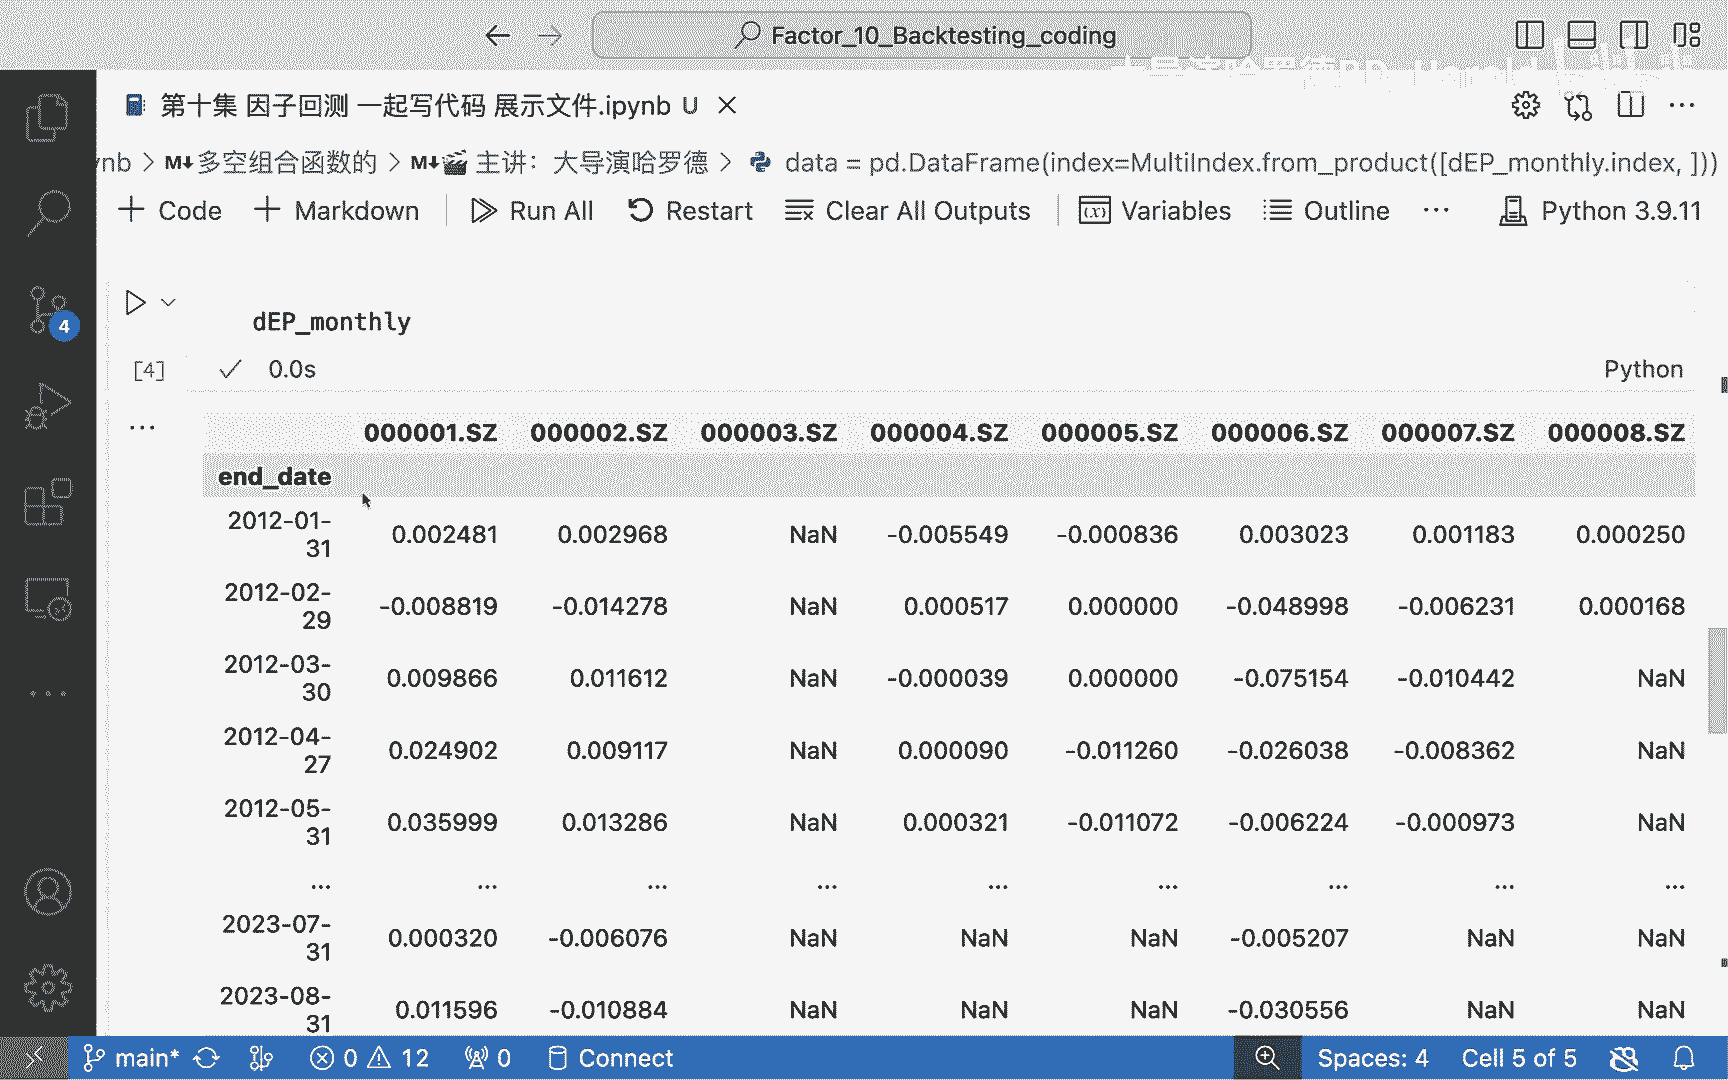 Factor_10_Backtesting_coding
第十集 因子回测 一起写代码 展示文件.ipynb U
nb > M↓ 多空组合函数的 > M↓ 🎬 主讲：大导演哈罗德 > data = pd.DataFrame(index=MultiIndex.from_product([dEP_monthly.index, ]))
+ Code + Markdown Run All Restart Clear All Outputs Variables Outline ... Python 3.9.11
dEP_monthly
[4] 0.0s Python
...
000001.SZ 000002.SZ 000003.SZ 000004.SZ 000005.SZ 000006.SZ 000007.SZ 000008.SZ
end_date
2012-01-31 0.002481 0.002968 NaN -0.005549 -0.000836 0.003023 0.001183 0.000250
2012-02-29 -0.008819 -0.014278 NaN 0.000517 0.000000 -0.048998 -0.006231 0.000168
2012-03-30 0.009866 0.011612 NaN -0.000039 0.000000 -0.075154 -0.010442 NaN
2012-04-27 0.024902 0.009117 NaN 0.000090 -0.011260 -0.026038 -0.008362 NaN
2012-05-31 0.035999 0.013286 NaN 0.000321 -0.011072 -0.006224 -0.000973 NaN
... ... ... ... ... ... ... ... ...
2023-07-31 0.000320 -0.006076 NaN NaN NaN -0.005207 NaN NaN
2023-08-31 0.011596 -0.010884 NaN NaN NaN -0.030556 NaN NaN
4
main* 0 12 0 Connect Spaces: 4 Cell 5 of 5